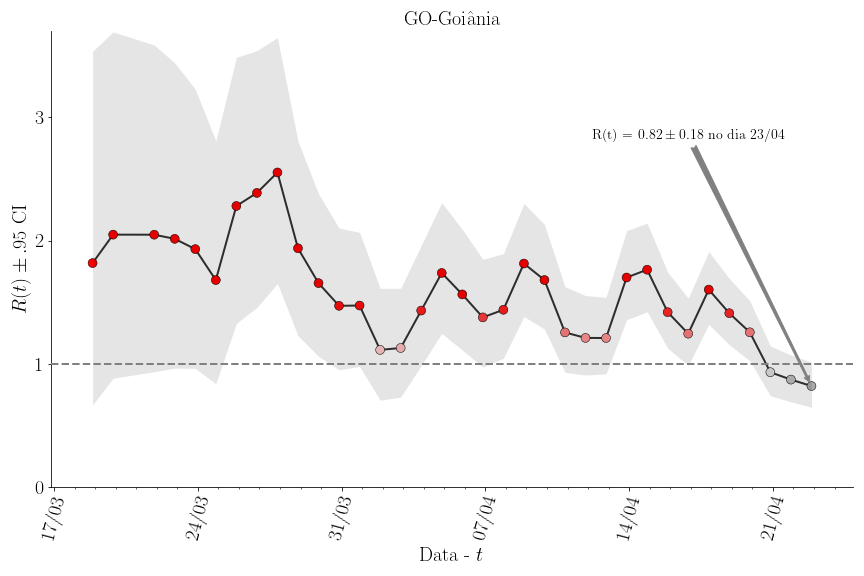 GO-Goiânia
R(t) = 0.82 ± 0.18 no dia 23/04
R(t) ± .95 CI
3
2
1
0
17/03
24/03
31/03
07/04
14/04
21/04
Data - t